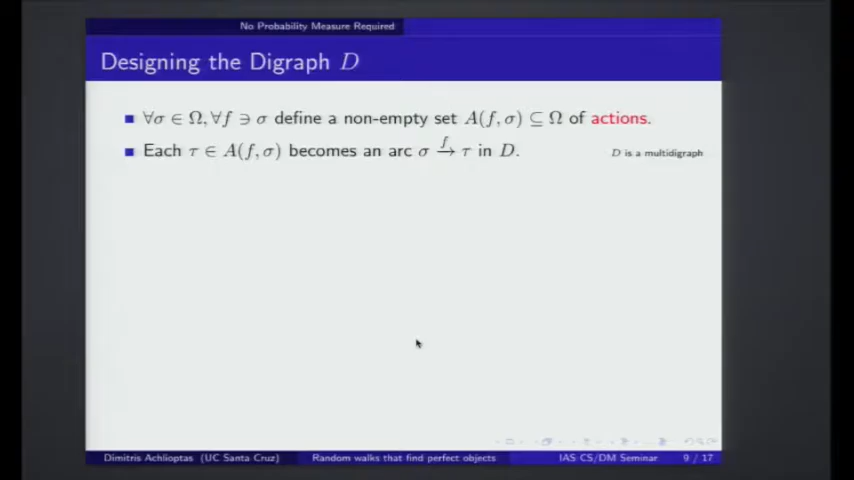 No Probability Measure Required
Designing the Digraph D
∀σ ∈ Ω, ∀f ∋ σ define a non-empty set A(f, σ) ⊆ Ω of actions.
Each τ ∈ A(f, σ) becomes an arc σ →^f τ in D.
D is a multidigraph
Dimitris Achlioptas (UC Santa Cruz)
Random walks that find perfect objects
IAS CS/DM Seminar
9 / 17